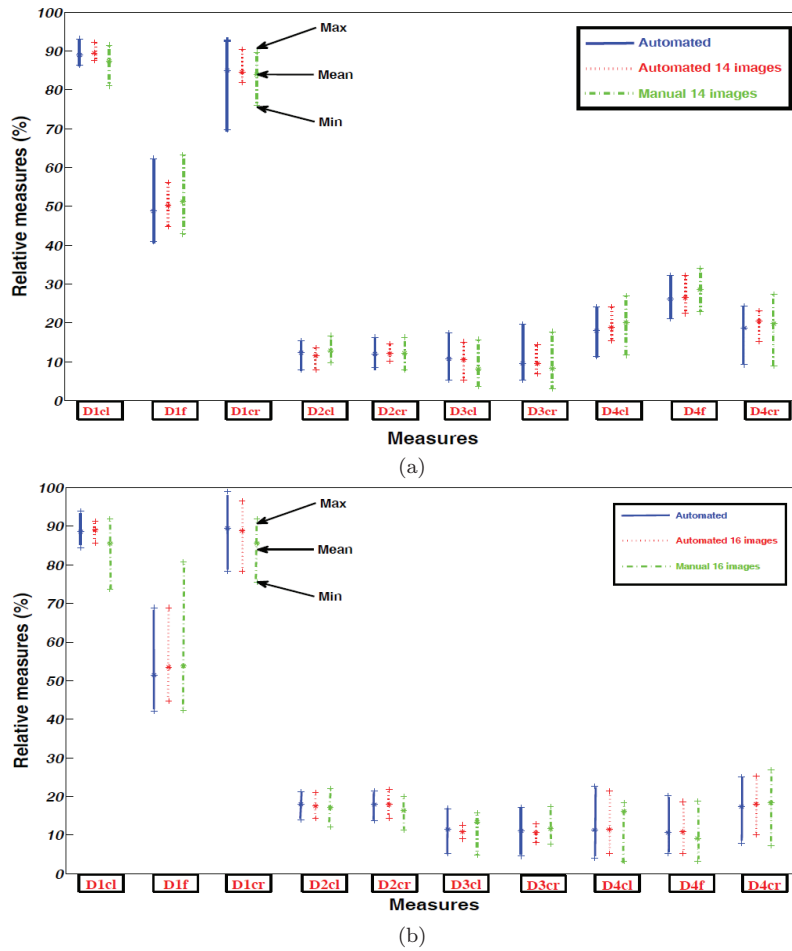 100
90
80
70
60
50
40
30
20
10
0
Relative measures (%)
Max
Mean
Min
Automated
Automated 14 images
Manual 14 images
D1cl D1f D1cr D2cl D2cr D3cl D3cr D4cl D4f D4cr
Measures
(a)
100
90
80
70
60
50
40
30
20
10
0
Relative measures (%)
Max
Mean
Min
Automated
Automated 16 images
Manual 16 images
D1cl D1f D1cr D2cl D2cr D3cl D3cr D4cl D4f D4cr
Measures
(b)